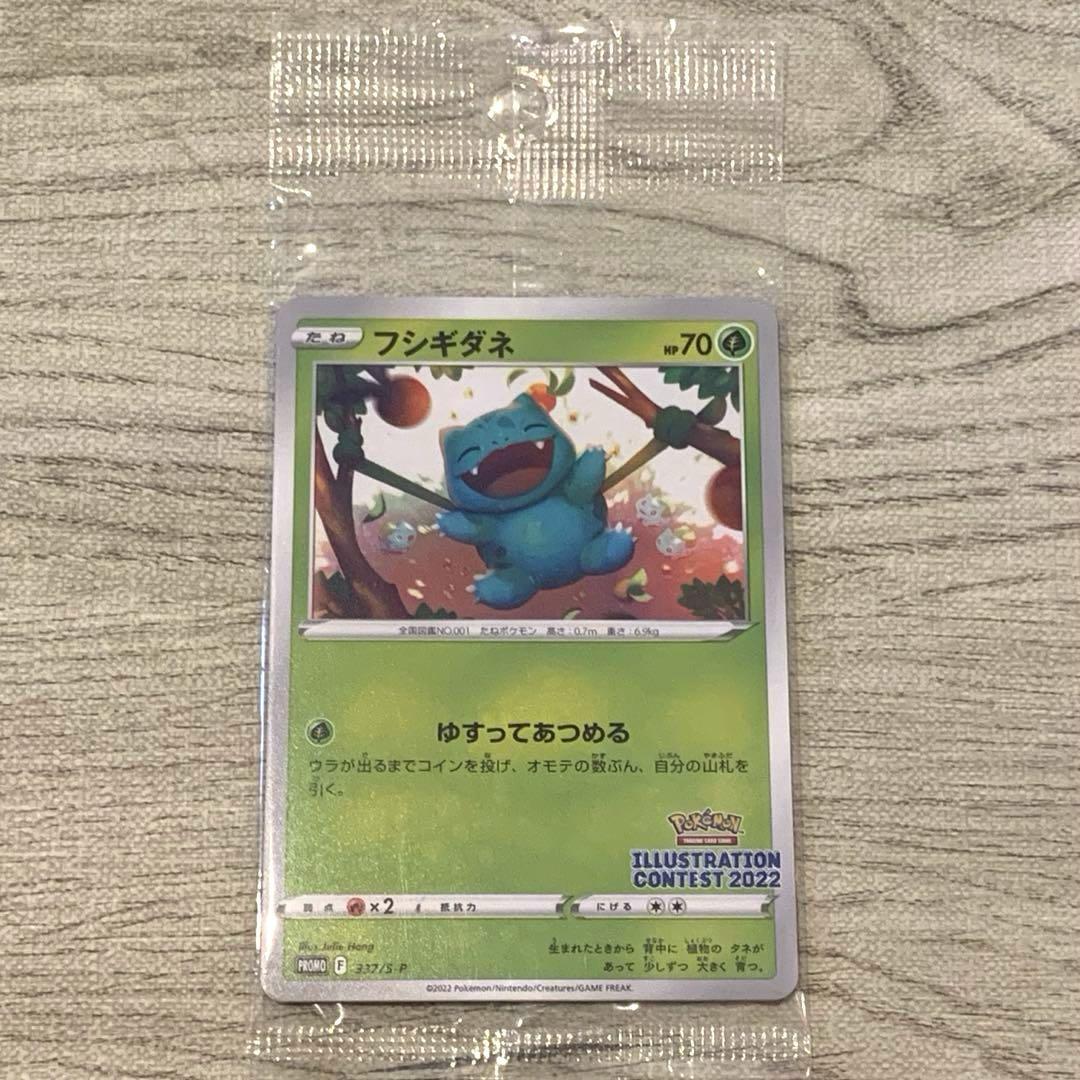 たね フシギダネ HP70
全国図鑑NO.001 たねポケモン 高さ:0.7m 重さ:6.9kg
ゆすってあつめる
ウラが出るまでコインを投げ、オモテの数ぶん、自分の山札を
引く。
POKÉMON
TRADING CARD GAME
ILLUSTRATION
CONTEST 2022
弱点 ×2 抵抗力 にげる
Illus. Julie Hang
PROMO F 337/S-P
生まれたときから 背中に 植物の タネが
あって 少しずつ 大きく 育つ。
©2022 Pokémon/Nintendo/Creatures/GAME FREAK.